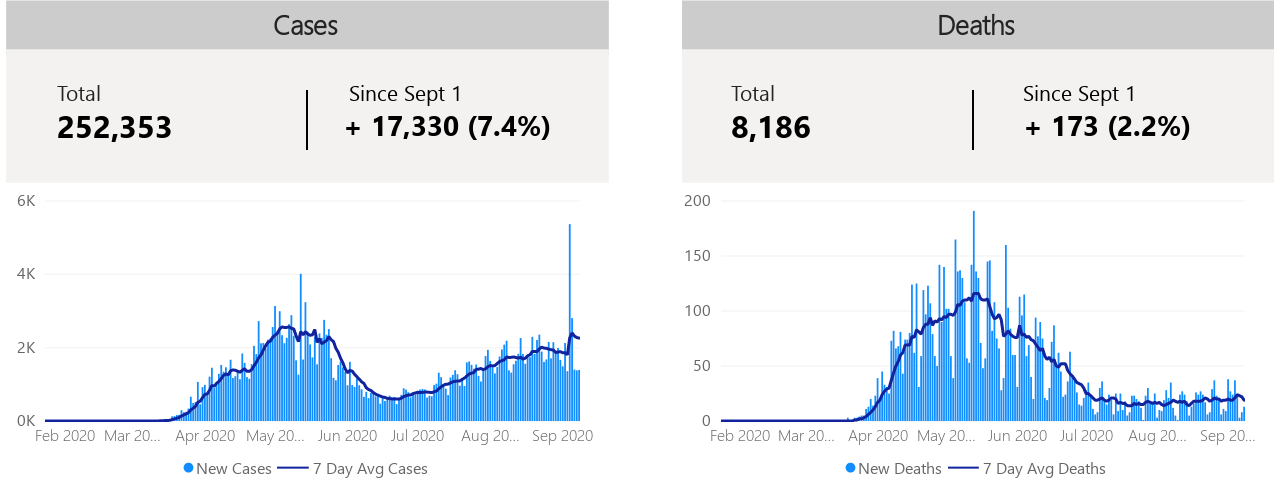 Cases
Total
252,353
Since Sept 1
+ 17,330 (7.4%)
6K
4K
2K
0K
Feb 2020 Mar 20... Apr 2020 May 20... Jun 2020 Jul 2020 Aug 20... Sep 2020
New Cases 7 Day Avg Cases
Deaths
Total
8,186
Since Sept 1
+ 173 (2.2%)
200
150
100
50
0
Feb 2020 Mar 20... Apr 2020 May 20... Jun 2020 Jul 2020 Aug 20... Sep 20...
New Deaths 7 Day Avg Deaths